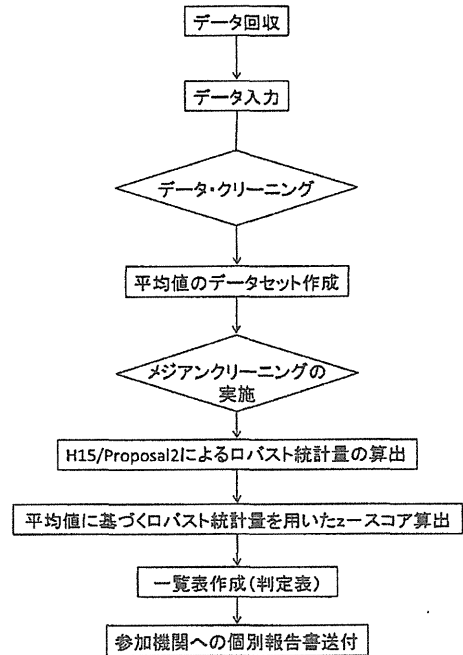 データ回収
データ入力
データ・クリーニング
平均値のデータセット作成
メジアンクリーニングの
実施
H15/Proposal2によるロバスト統計量の算出
平均値に基づくロバスト統計量を用いたzースコア算出
一覧表作成(判定表)
参加機関への個別報告書送付